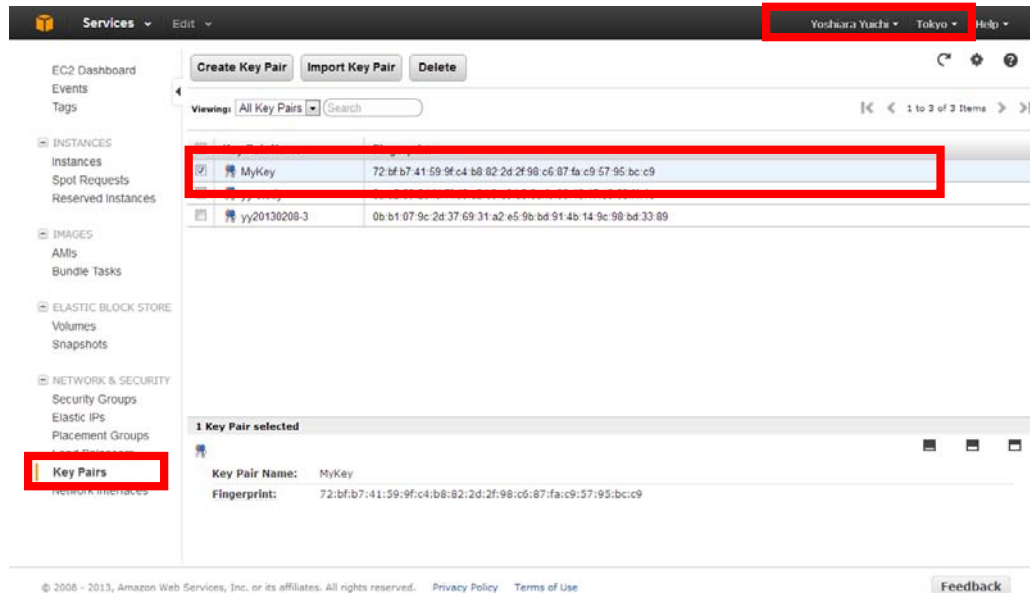 Services Edit Yoshiara Yuichi Tokyo Help
EC2 Dashboard
Events
Tags
INSTANCES
Instances
Spot Requests
Reserved Instances
IMAGES
AMIs
Bundle Tasks
ELASTIC BLOCK STORE
Volumes
Snapshots
NETWORK & SECURITY
Security Groups
Elastic IPs
Placement Groups
Load Balancers
Key Pairs
Network Interfaces
Create Key Pair Import Key Pair Delete
Viewing: All Key Pairs Search 1 to 3 of 3 Items
MyKey 72:bf:b7:41:59:9f:c4:b8:82:2d:2f:98:c6:87:fa:c9:57:95:bc:c9
yy20130208-3 0b:b1:07:9c:2d:37:69:31:a2:e5:9b:bd:91:4b:14:9c:98:bd:33:89
1 Key Pair selected
Key Pair Name: MyKey
Fingerprint: 72:bf:b7:41:59:9f:c4:b8:82:2d:2f:98:c6:87:fa:c9:57:95:bc:c9
© 2008 - 2013, Amazon Web Services, Inc. or its affiliates. All rights reserved. Privacy Policy Terms of Use Feedback